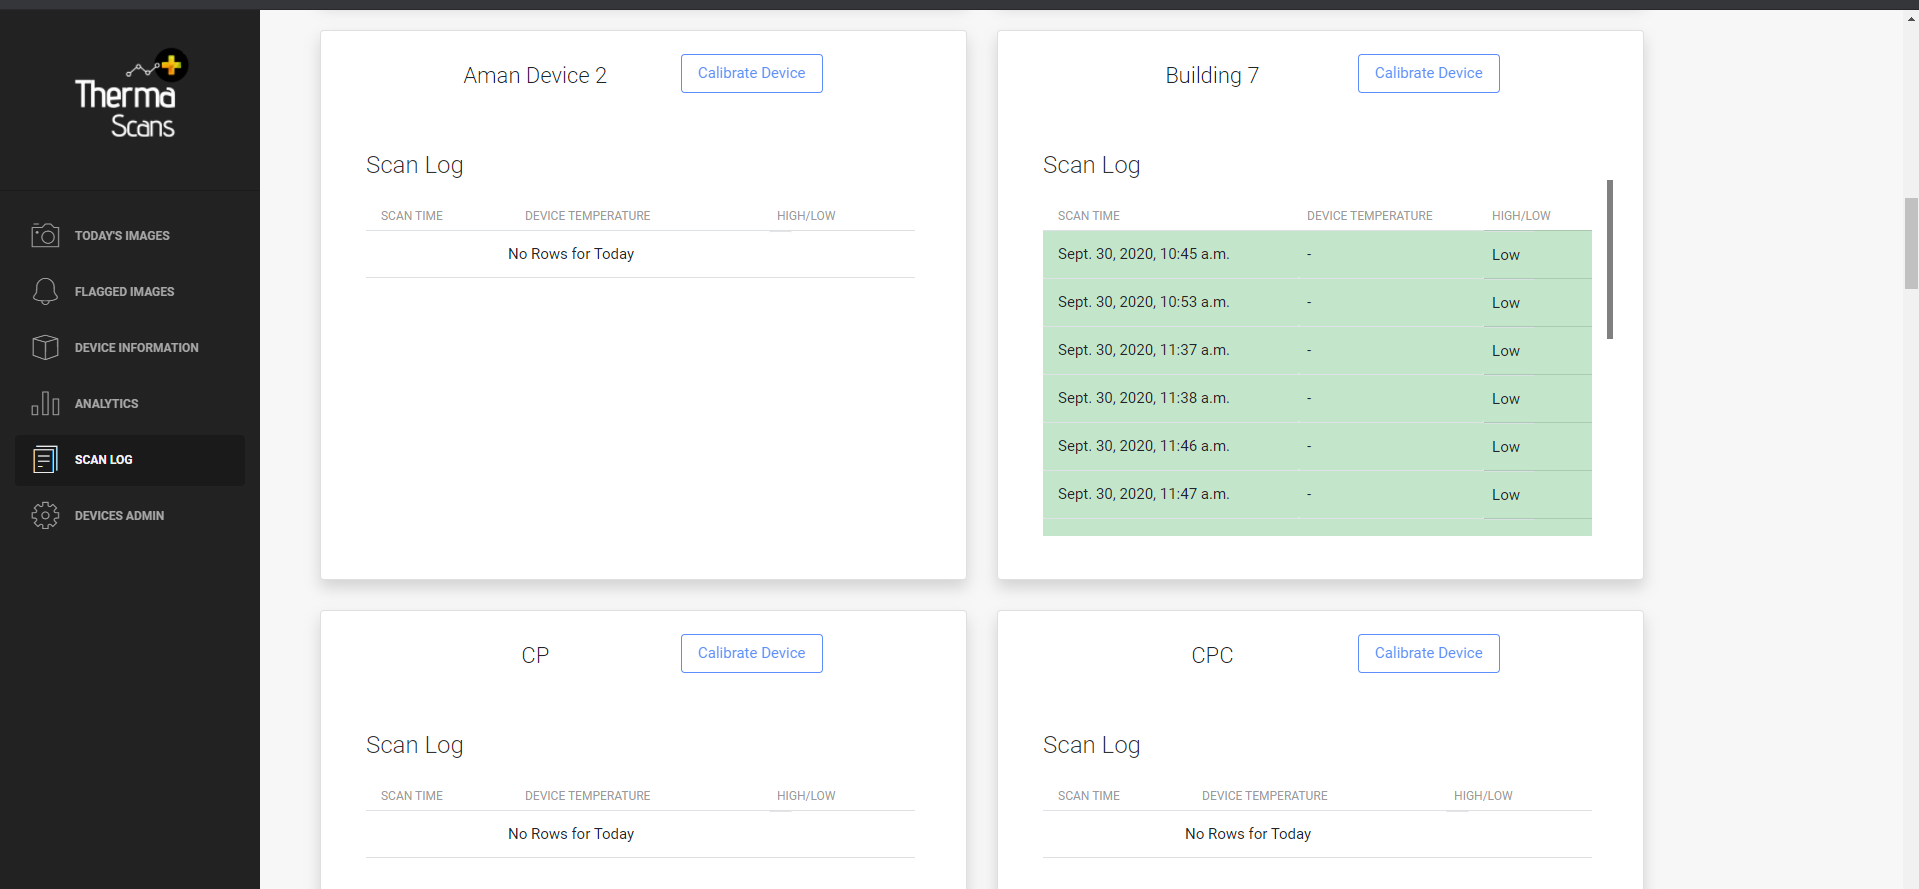 Therma
Scans
TODAY'S IMAGES
FLAGGED IMAGES
DEVICE INFORMATION
ANALYTICS
SCAN LOG
DEVICES ADMIN
Aman Device 2 Calibrate Device
Scan Log
SCAN TIME DEVICE TEMPERATURE HIGH/LOW
No Rows for Today
Building 7 Calibrate Device
Scan Log
SCAN TIME DEVICE TEMPERATURE HIGH/LOW
Sept. 30, 2020, 10:45 a.m. - Low
Sept. 30, 2020, 10:53 a.m. - Low
Sept. 30, 2020, 11:37 a.m. - Low
Sept. 30, 2020, 11:38 a.m. - Low
Sept. 30, 2020, 11:46 a.m. - Low
Sept. 30, 2020, 11:47 a.m. - Low
CP Calibrate Device
Scan Log
SCAN TIME DEVICE TEMPERATURE HIGH/LOW
No Rows for Today
CPC Calibrate Device
Scan Log
SCAN TIME DEVICE TEMPERATURE HIGH/LOW
No Rows for Today